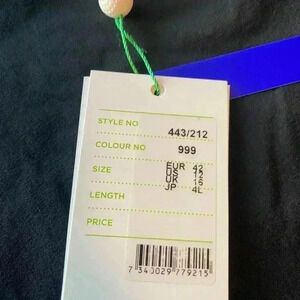 STYLE NO 443/212
COLOUR NO 999
SIZE EUR 42
US 12
UK 16
JP 4L
LENGTH
PRICE
7 340029 779215